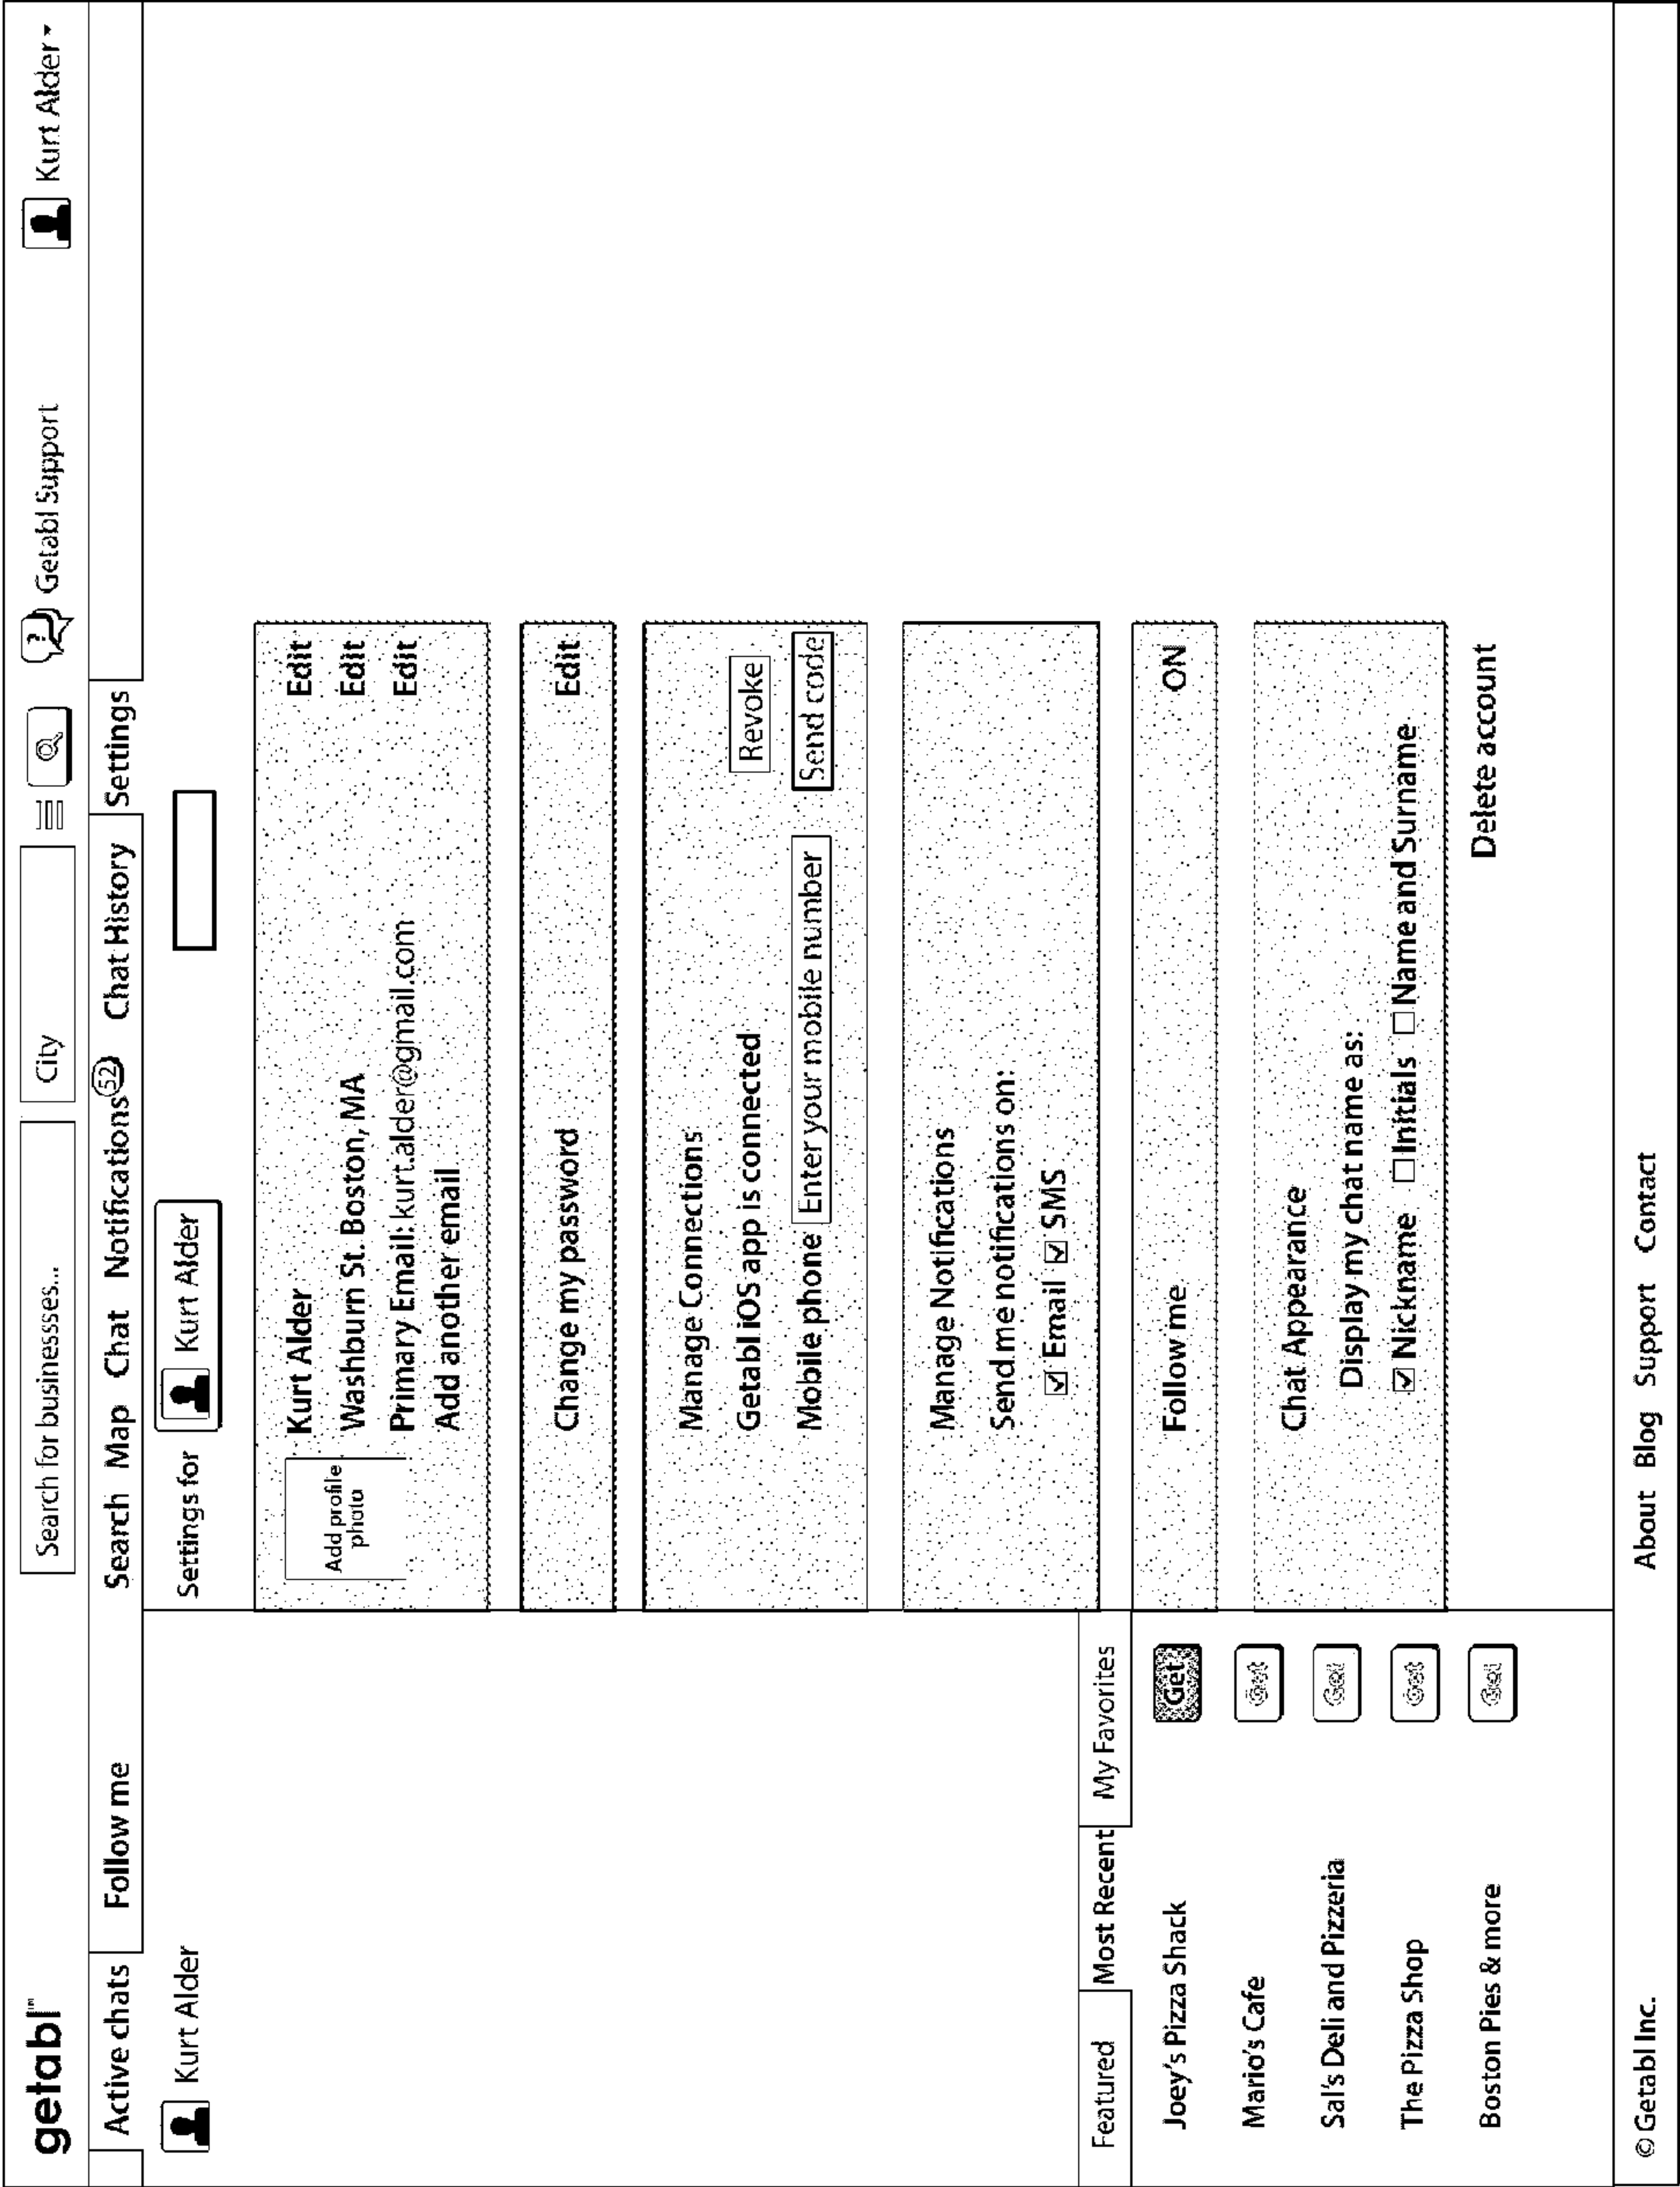 getabl™ Search for businesses... City Getabl Support Kurt Alder
Active chats Follow me Search Map Chat Notifications 52 Chat History Settings
Kurt Alder
Settings for Kurt Alder
Add profile
photo
Kurt Alder Edit
Washburn St. Boston, MA Edit
Primary Email: kurt.alder@gmail.com Edit
Add another email
Change my password Edit
Manage Connections
Getabl iOS app is connected Revoke
Mobile phone Enter your mobile number Send code
Manage Notifications
Send me notifications on:
Email SMS
Follow me ON
Chat Appearance
Display my chat name as:
Nickname Initials Name and Surname
Delete account
Featured Most Recent My Favorites
Joey's Pizza Shack Get
Mario's Cafe Get
Sal's Deli and Pizzeria Get
The Pizza Shop Get
Boston Pies & more Get
© Getabl Inc. About Blog Support Contact